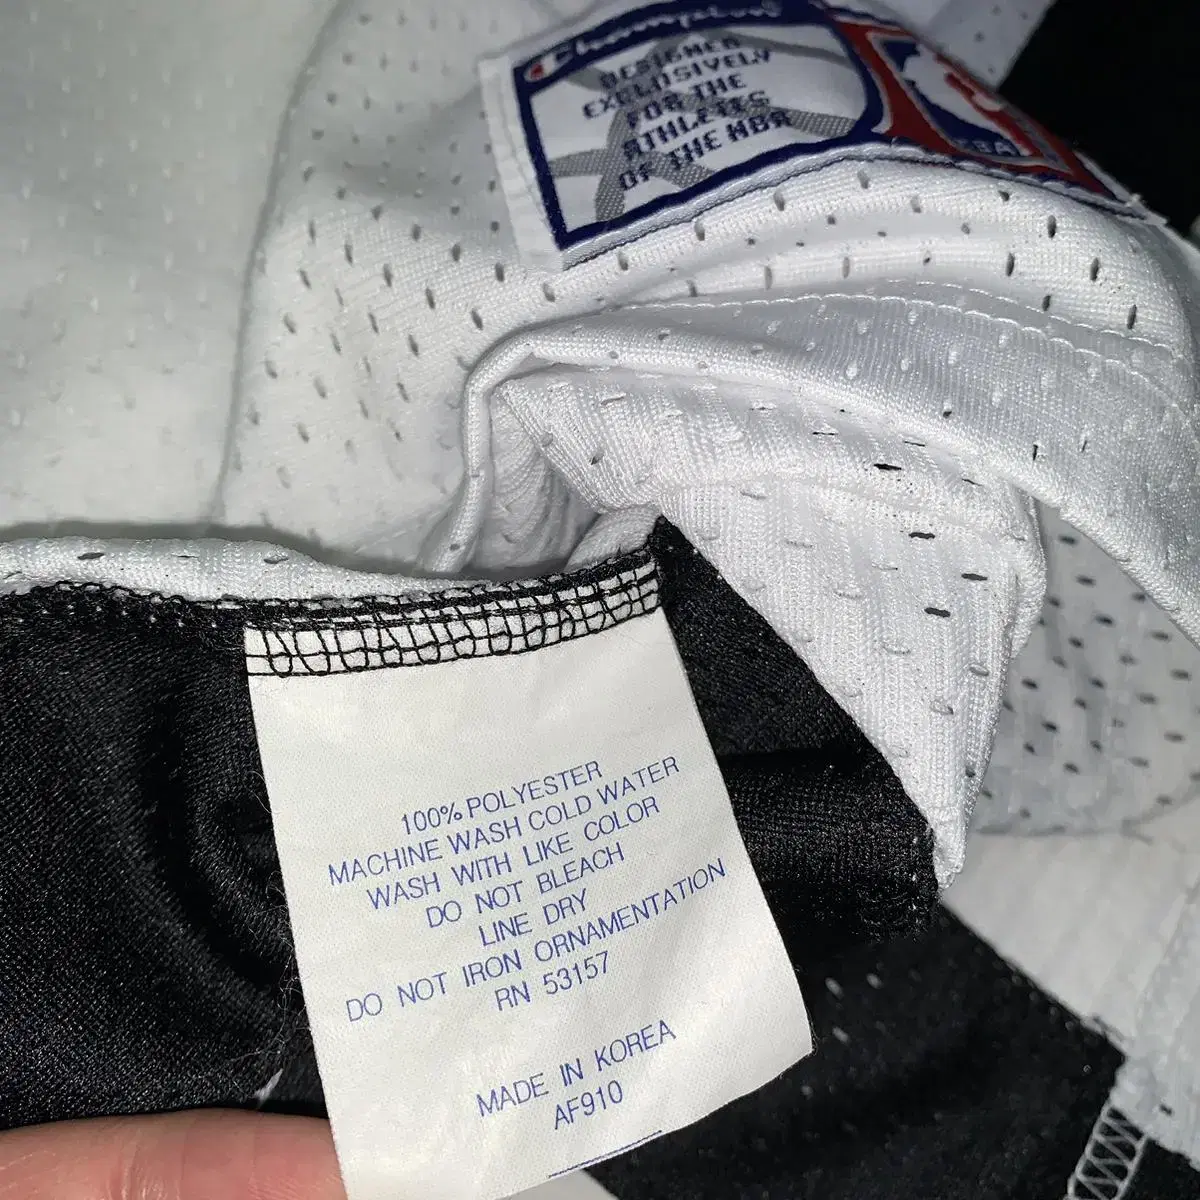 Champion
DESIGNED
EXCLUSIVELY
FOR THE
ATHLETES
OF THE NBA
100% POLYESTER
MACHINE WASH COLD WATER
WASH WITH LIKE COLOR
DO NOT BLEACH
LINE DRY
DO NOT IRON ORNAMENTATION
RN 53157
MADE IN KOREA
AF910